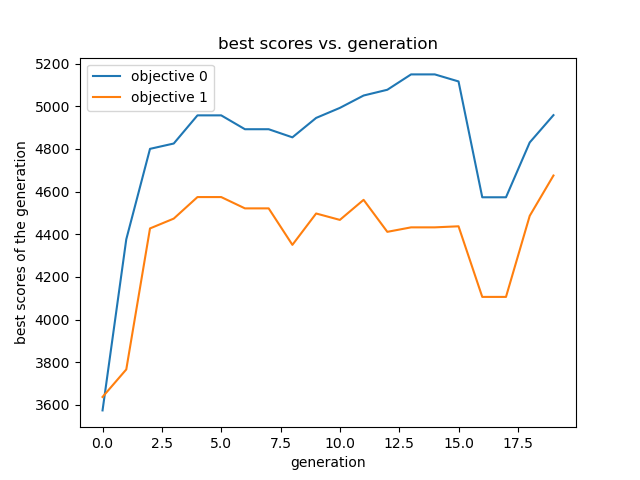 best scores vs. generation
objective 0
objective 1
best scores of the generation
5200
5000
4800
4600
4400
4200
4000
3800
3600
0.0 2.5 5.0 7.5 10.0 12.5 15.0 17.5
generation